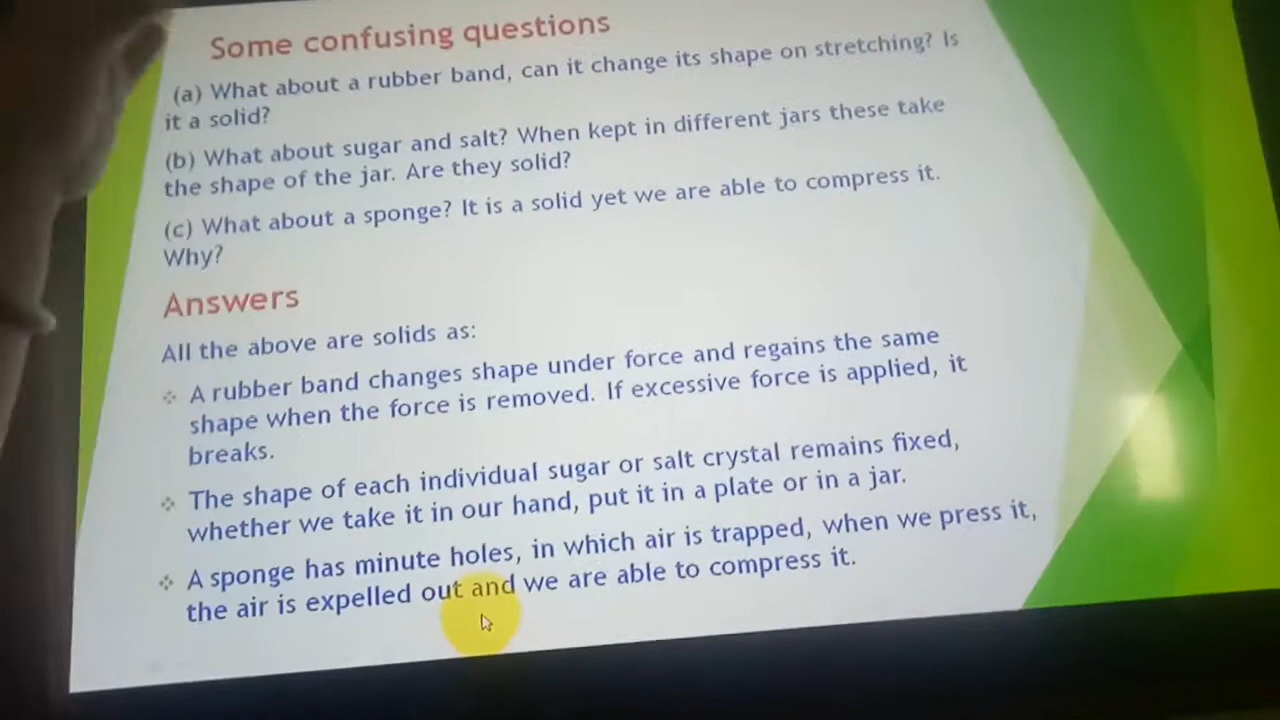 Some confusing questions
(a) What about a rubber band, can it change its shape on stretching? Is
it a solid?
(b) What about sugar and salt? When kept in different jars these take
the shape of the jar. Are they solid?
(c) What about a sponge? It is a solid yet we are able to compress it.
Why?
Answers
All the above are solids as:
A rubber band changes shape under force and regains the same
shape when the force is removed. If excessive force is applied, it
breaks.
The shape of each individual sugar or salt crystal remains fixed,
whether we take it in our hand, put it in a plate or in a jar.
A sponge has minute holes, in which air is trapped, when we press it,
the air is expelled out and we are able to compress it.